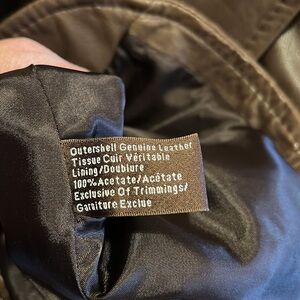 Outershell Genuine Leather
Tissue Cuir Véritable
Lining/Doublure
100%Acetate/Acétate
Exclusive Of Trimmings/
Garniture Exclue